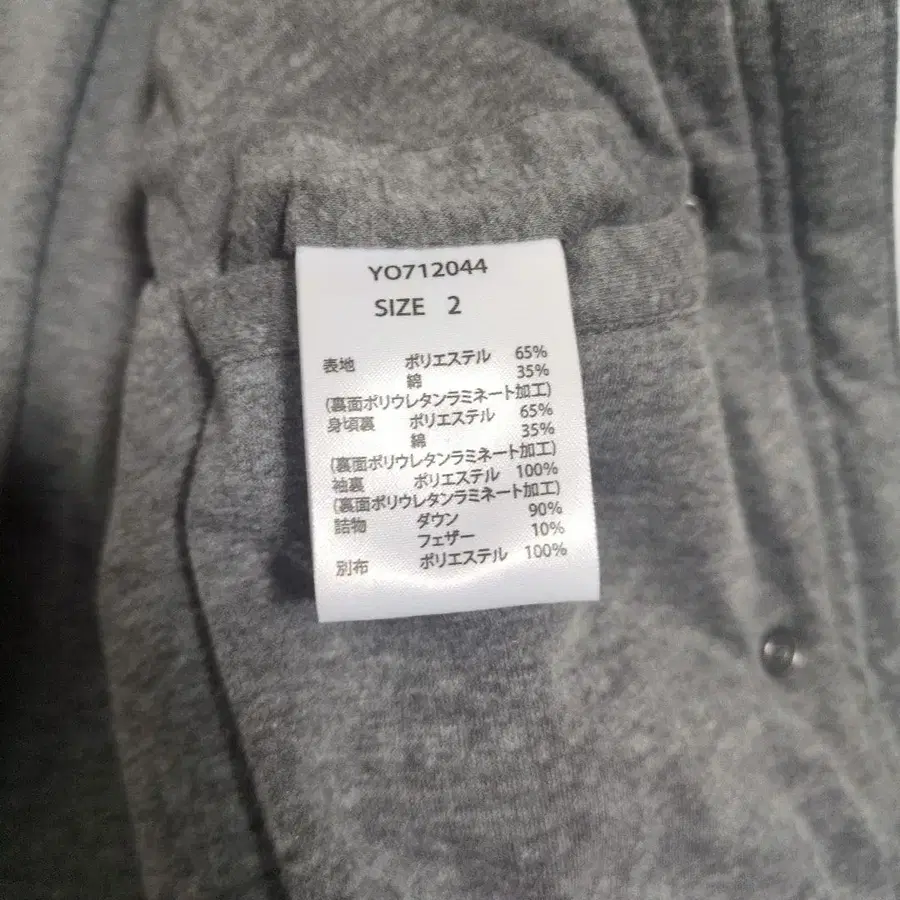 YO712044
SIZE 2
表地 ポリエステル 65%
綿 35%
(裏面ポリウレタンラミネート加工)
身頃裏 ポリエステル 65%
綿 35%
(裏面ポリウレタンラミネート加工)
袖裏 ポリエステル 100%
(裏面ポリウレタンラミネート加工)
詰物 ダウン 90%
フェザー 10%
別布 ポリエステル 100%